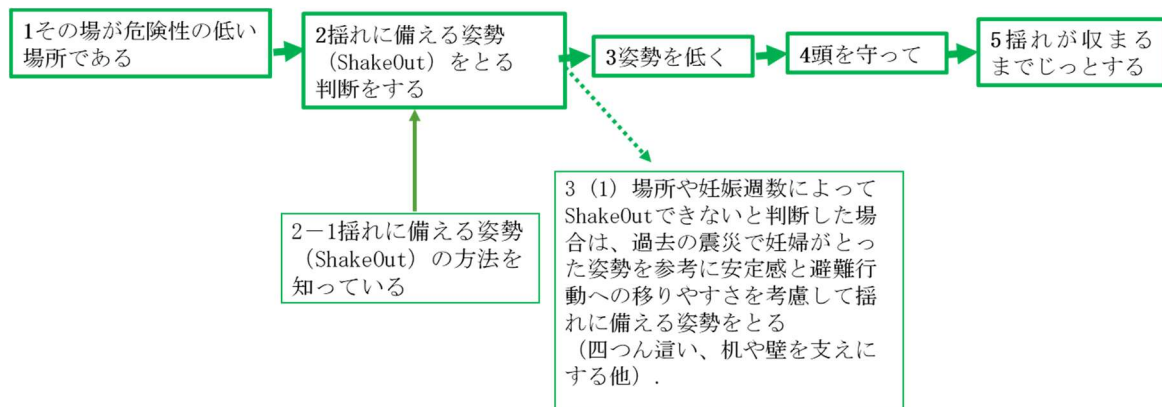 1その場が危険性の低い
場所である
2揺れに備える姿勢
（ShakeOut）をとる
判断をする
3姿勢を低く
4頭を守って
5揺れが収まる
までじっとする
2－1揺れに備える姿勢
（ShakeOut）の方法を
知っている
3（1）場所や妊娠週数によって
ShakeOutできないと判断した場
合は、過去の震災で妊婦がとっ
た姿勢を参考に安定感と避難行
動への移りやすさを考慮して揺
れに備える姿勢をとる
（四つん這い、机や壁を支えに
する他）.